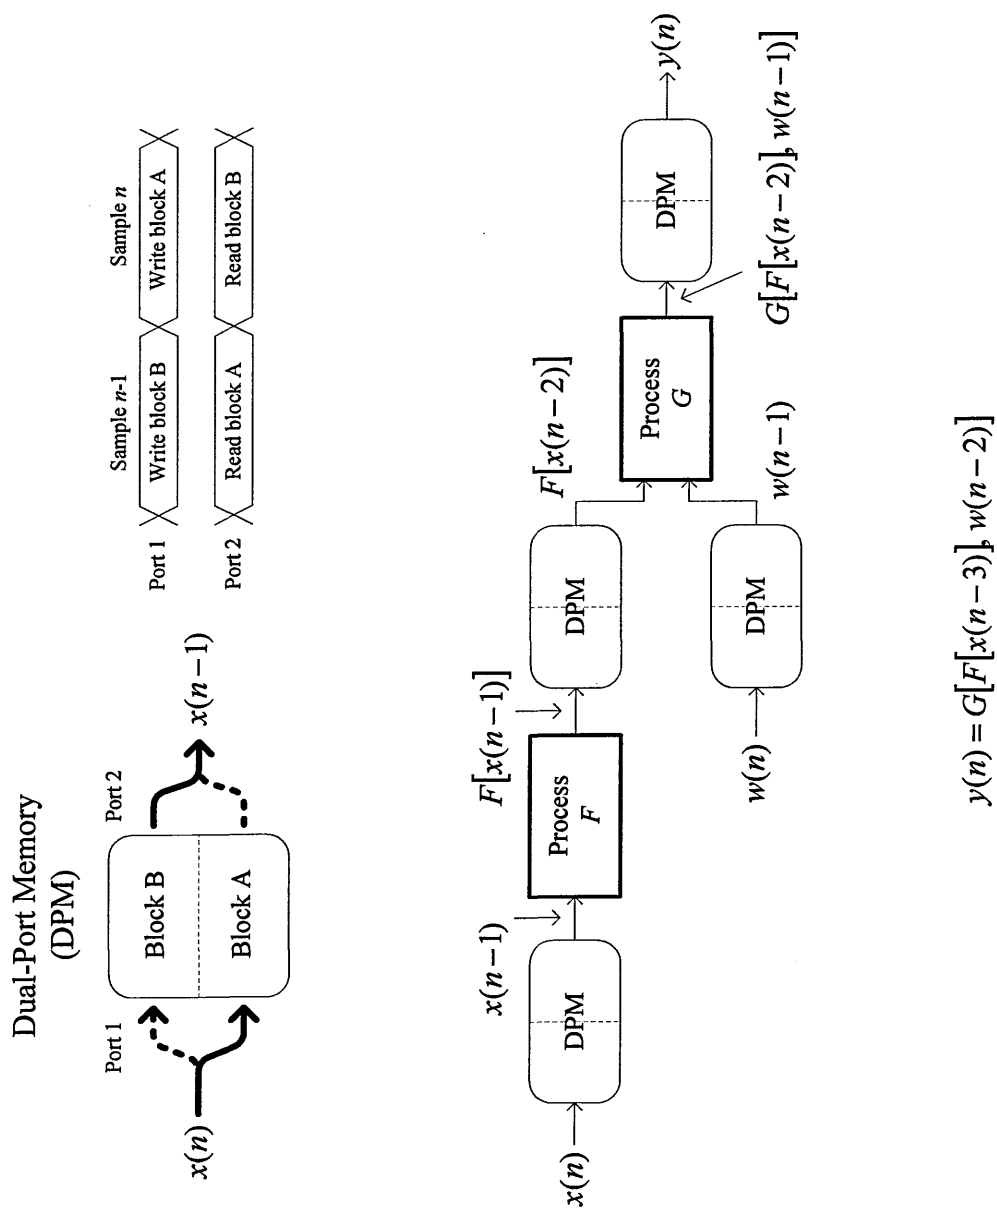 Dual-Port Memory
(DPM)
Port 1
Port 2
x(n)
Block B
Block A
x(n−1)
Sample n-1
Sample n
Port 1
Write block B
Write block A
Port 2
Read block A
Read block B
x(n)
DPM
x(n−1)
Process
F
F[x(n−1)]
DPM
F[x(n−2)]
w(n)
DPM
w(n−1)
Process
G
G[F[x(n−2)], w(n−1)]
DPM
y(n)
y(n) = G[F[x(n−3)], w(n−2)]